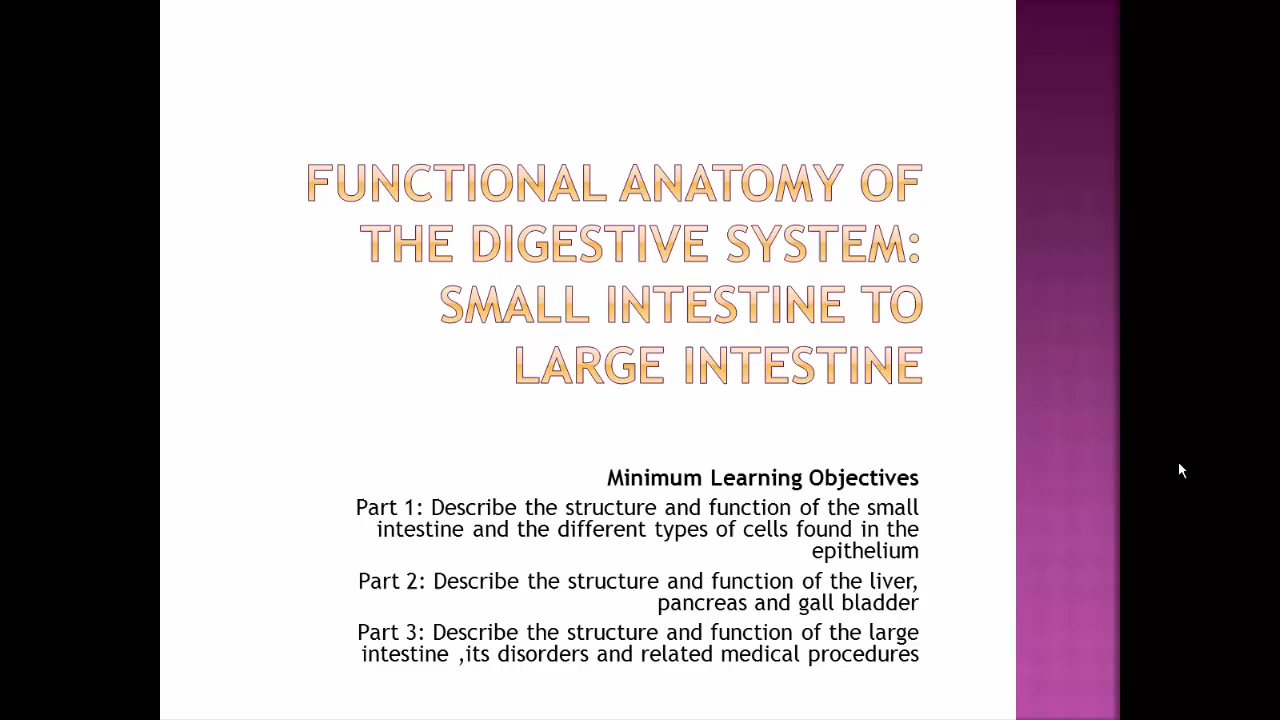 FUNCTIONAL ANATOMY OF
THE DIGESTIVE SYSTEM:
SMALL INTESTINE TO
LARGE INTESTINE
Minimum Learning Objectives
Part 1: Describe the structure and function of the small
intestine and the different types of cells found in the
epithelium
Part 2: Describe the structure and function of the liver,
pancreas and gall bladder
Part 3: Describe the structure and function of the large
intestine ,its disorders and related medical procedures